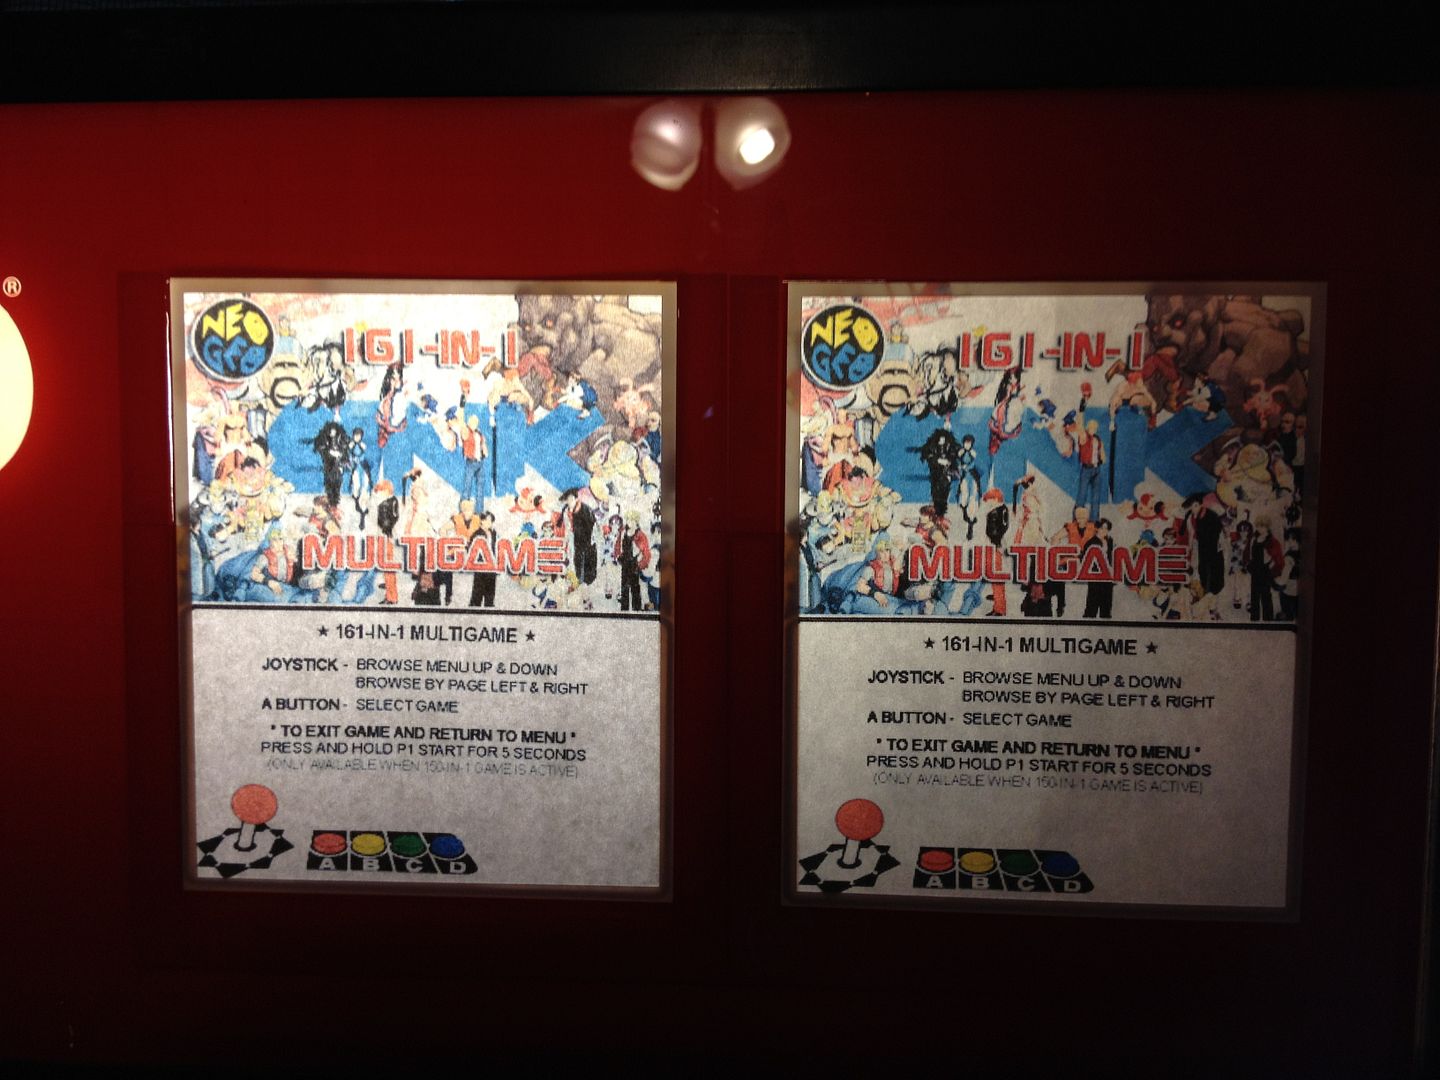 ®
NEO
GEO
161-IN-1
SNK
MULTIGAME
★ 161-IN-1 MULTIGAME ★
JOYSTICK - BROWSE MENU UP & DOWN
BROWSE BY PAGE LEFT & RIGHT
A BUTTON - SELECT GAME
* TO EXIT GAME AND RETURN TO MENU *
PRESS AND HOLD P1 START FOR 5 SECONDS
(ONLY AVAILABLE WHEN 150-IN-1 GAME IS ACTIVE)
A B C D
NEO
GEO
161-IN-1
SNK
MULTIGAME
★ 161-IN-1 MULTIGAME ★
JOYSTICK - BROWSE MENU UP & DOWN
BROWSE BY PAGE LEFT & RIGHT
A BUTTON - SELECT GAME
* TO EXIT GAME AND RETURN TO MENU *
PRESS AND HOLD P1 START FOR 5 SECONDS
(ONLY AVAILABLE WHEN 150-IN-1 GAME IS ACTIVE)
A B C D